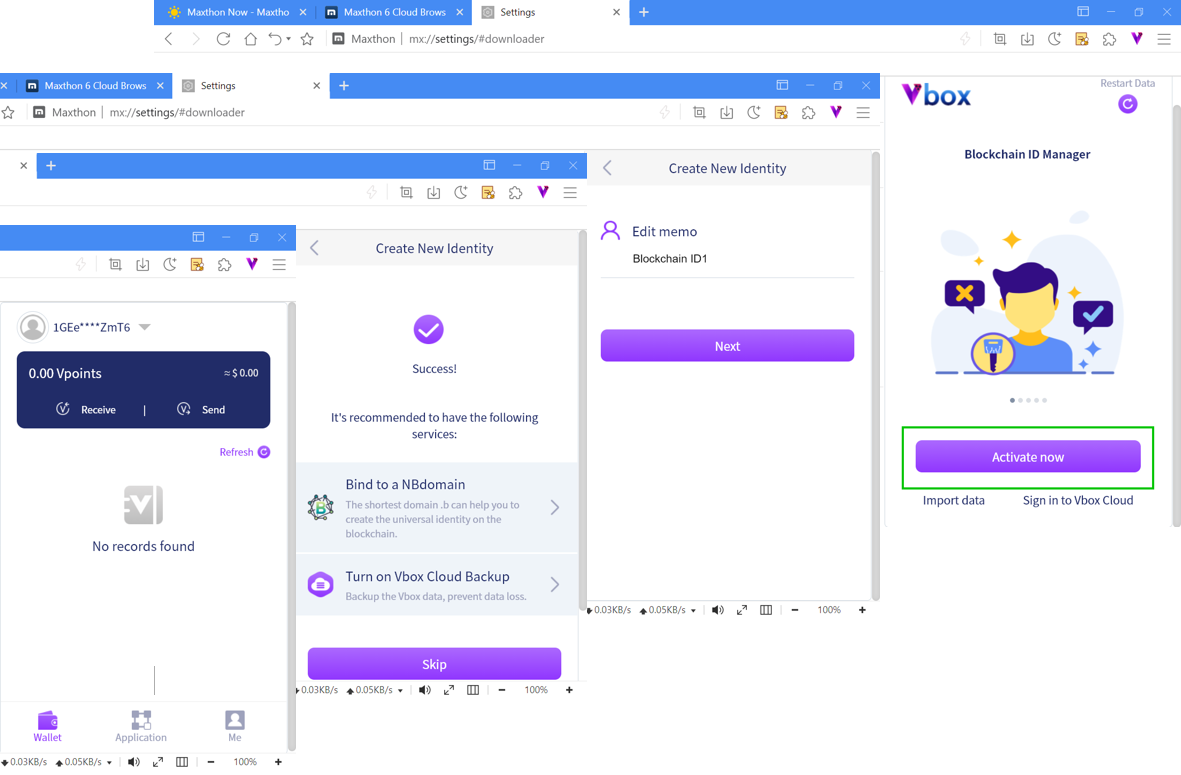 Maxthon Now - Maxtho
Maxthon 6 Cloud Brows
Settings
Maxthon
mx://settings/#downloader
Maxthon 6 Cloud Brows
Settings
Maxthon
mx://settings/#downloader
Vbox
Restart Data
Blockchain ID Manager
Activate now
Import data
Sign in to Vbox Cloud
Create New Identity
Edit memo
Blockchain ID1
Next
0.03KB/s
0.05KB/s
100%
Create New Identity
Success!
It's recommended to have the following
services:
Bind to a NBdomain
The shortest domain .b can help you to
create the universal identity on the
blockchain.
Turn on Vbox Cloud Backup
Backup the Vbox data, prevent data loss.
Skip
0.03KB/s
0.05KB/s
100%
1GEe****ZmT6
0.00 Vpoints
≈ $ 0.00
Receive | Send
Refresh
No records found
Wallet
Application
Me
0.03KB/s
0.05KB/s
100%